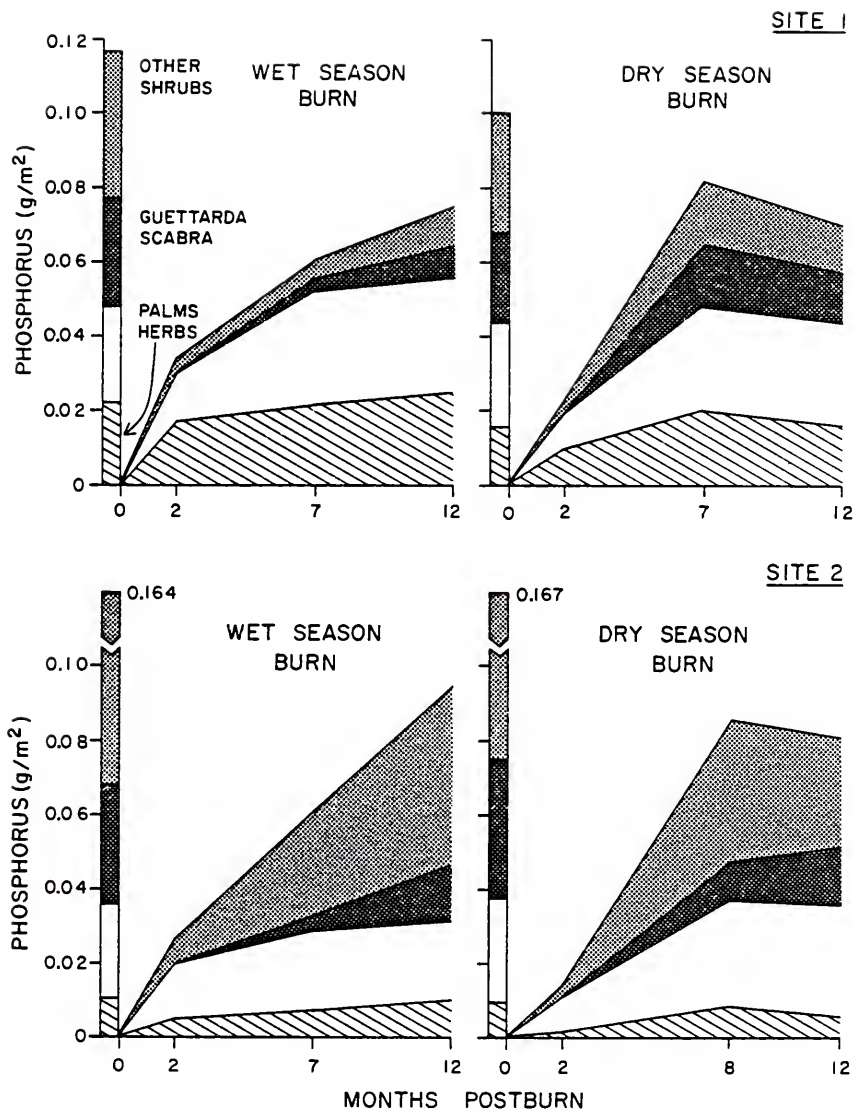 SITE 1
WET SEASON
BURN
DRY SEASON
BURN
OTHER
SHRUBS
GUETTARDA
SCABRA
PALMS
HERBS
PHOSPHORUS (g/m²)
0.12
0.10
0.08
0.06
0.04
0.02
0
0 2 7 12
0 2 7 12
SITE 2
0.164
WET SEASON
BURN
0.167
DRY SEASON
BURN
PHOSPHORUS (g/m²)
0.10
0.08
0.06
0.04
0.02
0
0 2 7 12
0 2 8 12
MONTHS POSTBURN